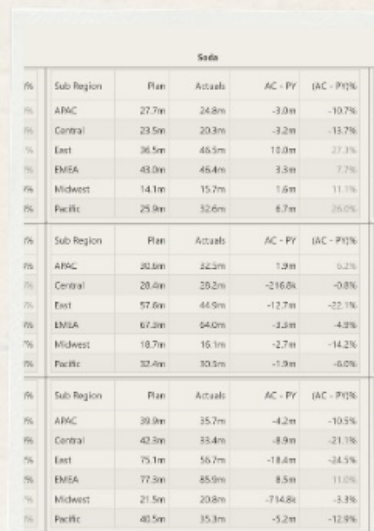 Soda
Sub Region Plan Actuals AC - PY (AC - PY)%
APAC 27.7m 24.8m -3.0m -10.7%
Central 23.5m 20.3m -3.2m -13.7%
East 36.5m 46.5m 10.0m 27.3%
EMEA 43.0m 46.4m 3.3m 7.7%
Midwest 14.1m 15.7m 1.6m 11.1%
Pacific 25.9m 32.6m 6.7m 26.0%
Sub Region Plan Actuals AC - PY (AC - PY)%
APAC 30.6m 32.5m 1.9m 6.2%
Central 28.4m 28.2m -216.8k -0.8%
East 57.6m 44.9m -12.7m -22.1%
EMEA 67.3m 64.0m -3.3m -4.9%
Midwest 18.7m 16.1m -2.7m -14.2%
Pacific 32.4m 30.5m -1.9m -6.0%
Sub Region Plan Actuals AC - PY (AC - PY)%
APAC 39.9m 35.7m -4.2m -10.5%
Central 42.3m 33.4m -8.9m -21.1%
East 75.1m 56.7m -18.4m -24.5%
EMEA 77.3m 85.9m 8.5m 11.0%
Midwest 21.5m 20.8m -714.8k -3.3%
Pacific 40.5m 35.3m -5.2m -12.9%